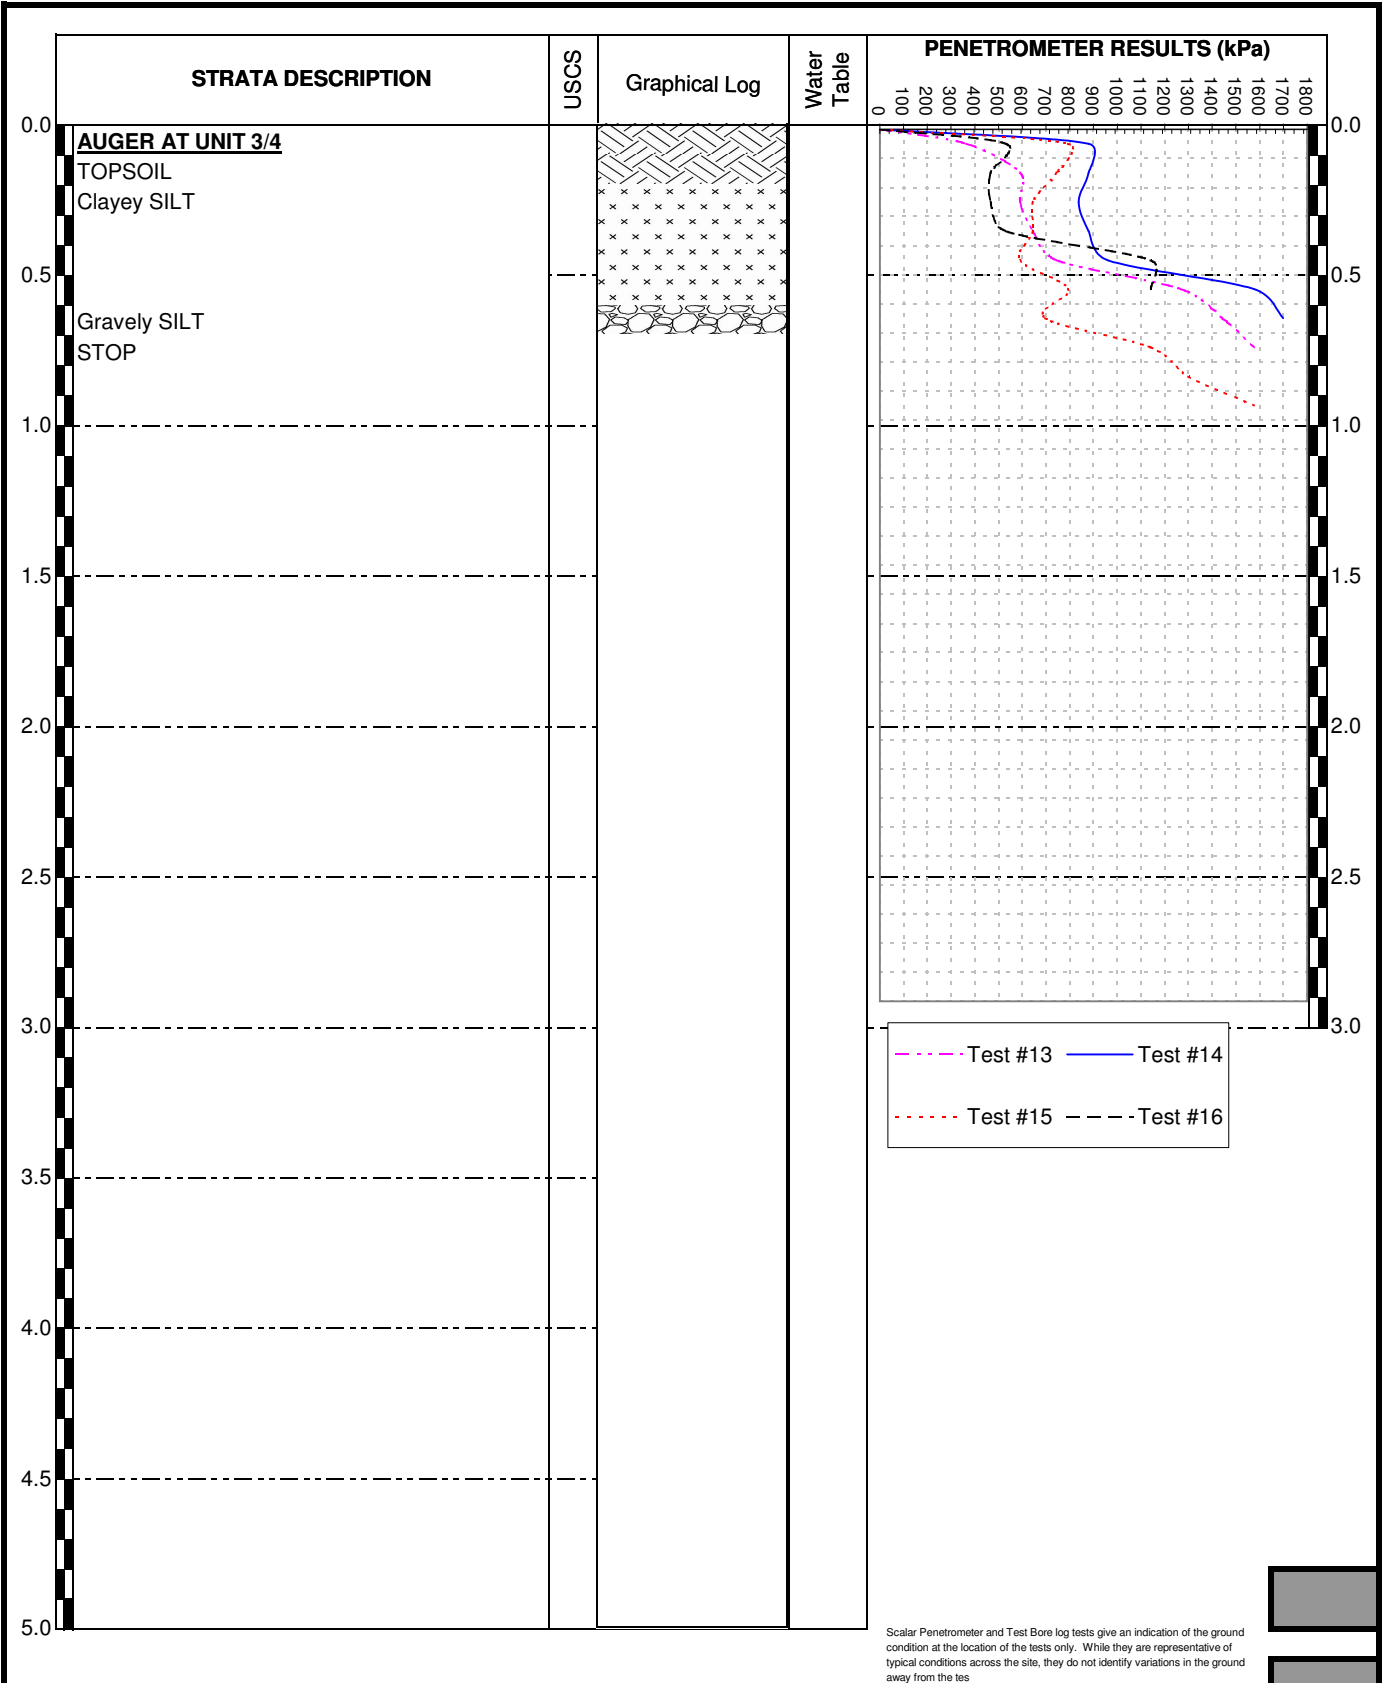 STRATA DESCRIPTION
USCS
Graphical Log
Water
Table
PENETROMETER RESULTS (kPa)
0
100
200
300
400
500
600
700
800
900
1000
1100
1200
1300
1400
1500
1600
1700
1800
0.0
0.5
1.0
1.5
2.0
2.5
3.0
3.5
4.0
4.5
5.0
AUGER AT UNIT 3/4
TOPSOIL
Clayey SILT
Gravely SILT
STOP
0.0
0.5
1.0
1.5
2.0
2.5
3.0
Test #13
Test #14
Test #15
Test #16
Scalar Penetrometer and Test Bore log tests give an indication of the ground
condition at the location of the tests only. While they are representative of
typical conditions across the site, they do not identify variations in the ground
away from the tes